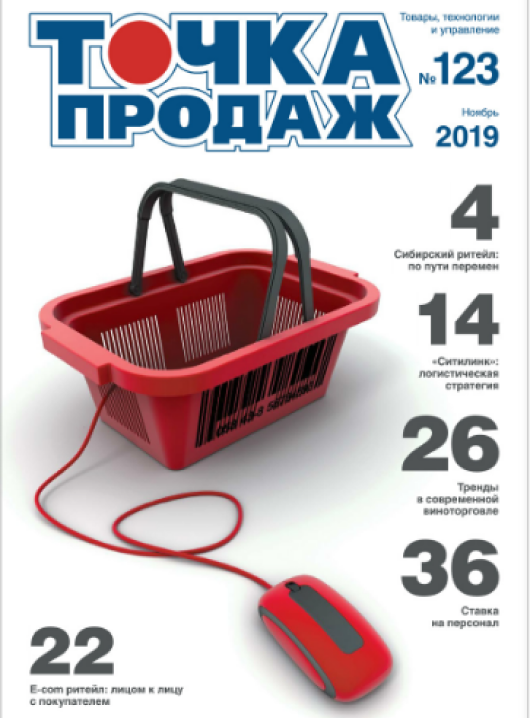 ТОЧКА
ПРОДАЖ
Товары, технологии
и управление
№123
Ноябрь
2019
4
Сибирский ритейл:
по пути перемен
14
«Ситилинк»:
логистическая
стратегия
26
Тренды
в современной
виноторговле
36
Ставка
на персонал
22
E-com ритейл: лицом к лицу
с покупателем